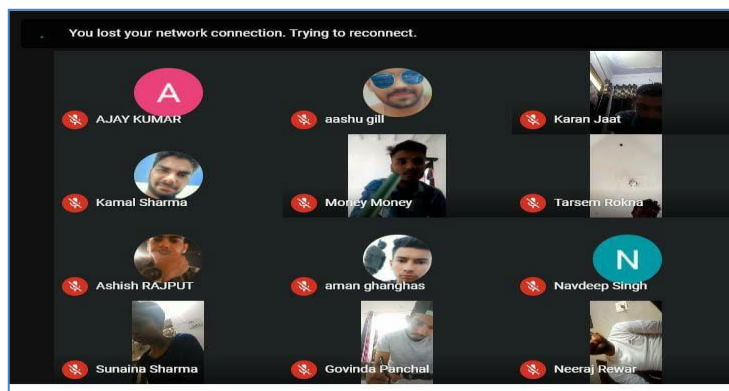 You lost your network connection. Trying to reconnect.
A
AJAY KUMAR
aashu gill
Karan Jaat
Kamal Sharma
Money Money
Tarsem Rokna
Ashish RAJPUT
aman ghanghas
N
Navdeep Singh
Sunaina Sharma
Govinda Panchal
Neeraj Rewar